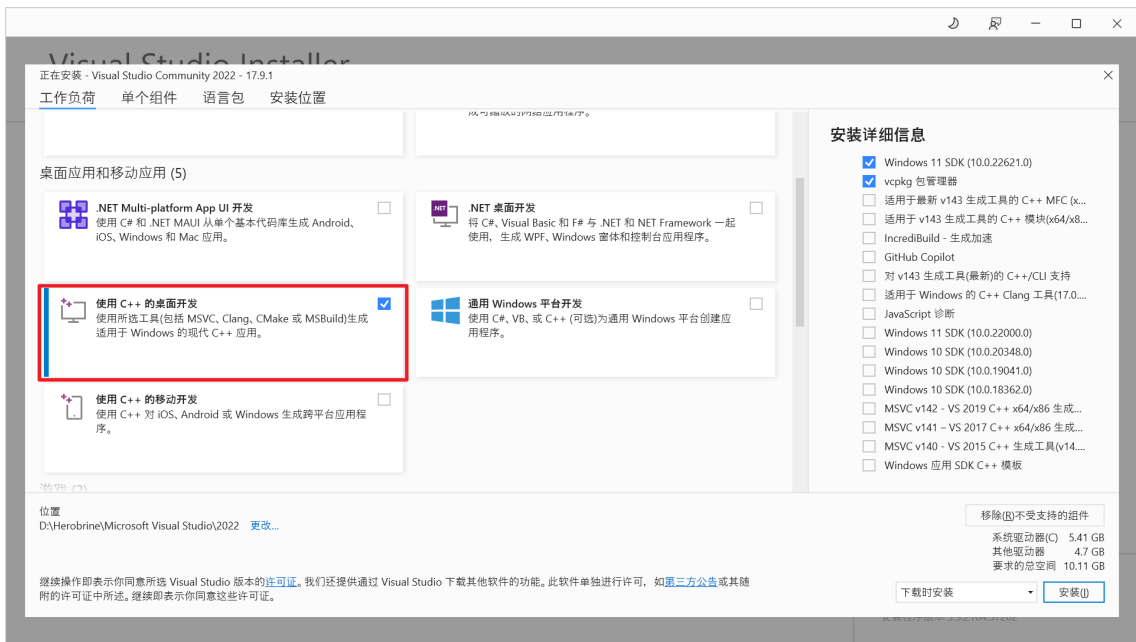 Visual Studio Installer
正在安装 - Visual Studio Community 2022 - 17.9.1
工作负荷 单个组件 语言包 安装位置
成可播放的网络应用程序。
桌面应用和移动应用 (5)
.NET Multi-platform App UI 开发
使用 C# 和 .NET MAUI 从单个基本代码库生成 Android、
iOS、Windows 和 Mac 应用。
.NET 桌面开发
将 C#、Visual Basic 和 F# 与 .NET 和 NET Framework 一起
使用，生成 WPF、Windows 窗体和控制台应用程序。
使用 C++ 的桌面开发
使用所选工具(包括 MSVC、Clang、CMake 或 MSBuild)生成
适用于 Windows 的现代 C++ 应用。
通用 Windows 平台开发
使用 C#、VB、或 C++ (可选)为通用 Windows 平台创建应
用程序。
使用 C++ 的移动开发
使用 C++ 对 iOS、Android 或 Windows 生成跨平台应用程
序。
游戏 (2)
安装详细信息
Windows 11 SDK (10.0.22621.0)
vcpkg 包管理器
适用于最新 v143 生成工具的 C++ MFC (x...
适用于 v143 生成工具的 C++ 模块(x64/x8...
IncrediBuild - 生成加速
GitHub Copilot
对 v143 生成工具(最新)的 C++/CLI 支持
适用于 Windows 的 C++ Clang 工具(17.0....
JavaScript 诊断
Windows 11 SDK (10.0.22000.0)
Windows 10 SDK (10.0.20348.0)
Windows 10 SDK (10.0.19041.0)
Windows 10 SDK (10.0.18362.0)
MSVC v142 - VS 2019 C++ x64/x86 生成...
MSVC v141 – VS 2017 C++ x64/x86 生成...
MSVC v140 - VS 2015 C++ 生成工具(v14....
Windows 应用 SDK C++ 模板
位置
D:\Herobrine\Microsoft Visual Studio\2022 更改...
移除(R)不受支持的组件
系统驱动器(C) 5.41 GB
其他驱动器 4.7 GB
要求的总空间 10.11 GB
继续操作即表示你同意所选 Visual Studio 版本的许可证。我们还提供通过 Visual Studio 下载其他软件的功能。此软件单独进行许可，如第三方公告或其随
附的许可证中所述。继续即表示你同意这些许可证。
下载时安装
安装(I)